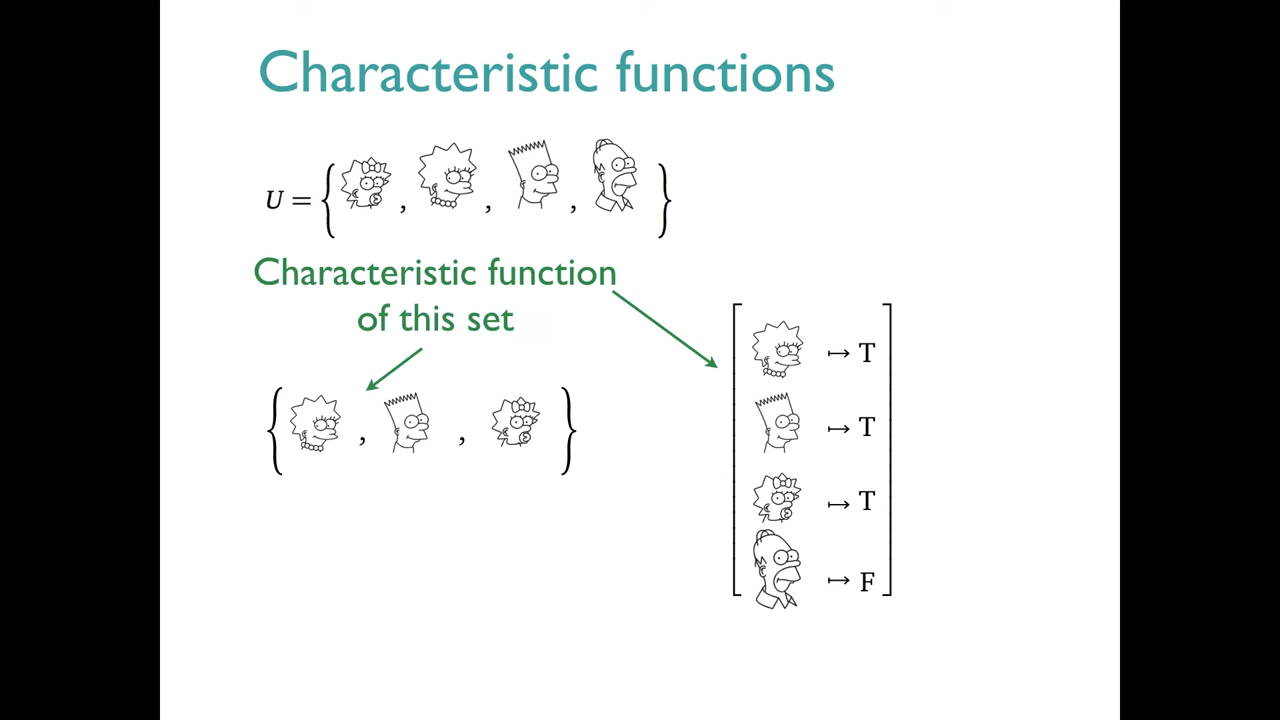 Characteristic functions
U = { , , , }
Characteristic function
of this set
{ , , }
↦ T
↦ T
↦ T
↦ F